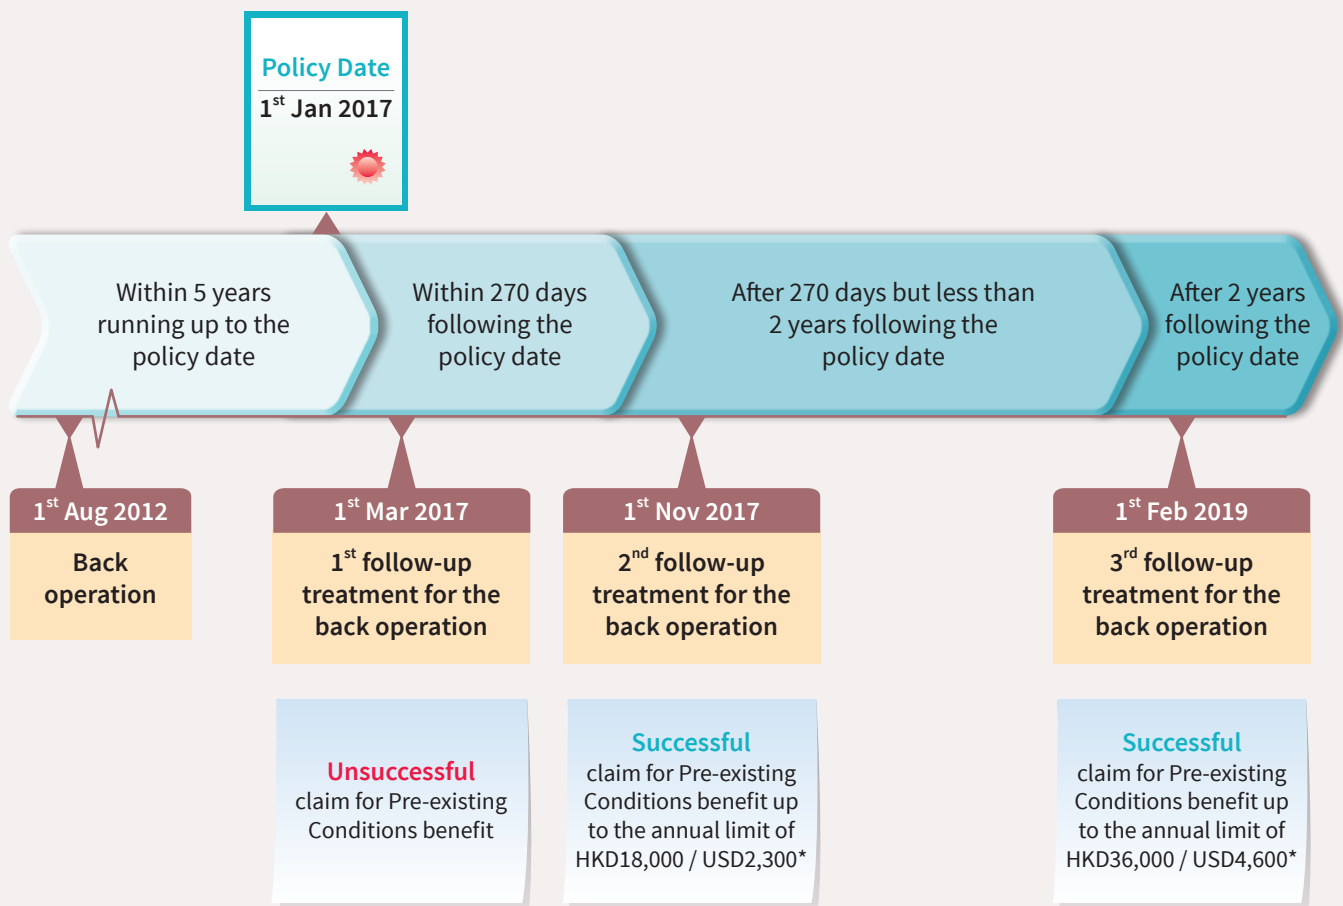 Policy Date
1st Jan 2017
Within 5 years
running up to the
policy date
Within 270 days
following the
policy date
After 270 days but less than
2 years following the
policy date
After 2 years
following the
policy date
1st Aug 2012
Back
operation
1st Mar 2017
1st follow-up
treatment for the
back operation
Unsuccessful
claim for Pre-existing
Conditions benefit
1st Nov 2017
2nd follow-up
treatment for the
back operation
Successful
claim for Pre-existing
Conditions benefit up
to the annual limit of
HKD18,000 / USD2,300*
1st Feb 2019
3rd follow-up
treatment for the
back operation
Successful
claim for Pre-existing
Conditions benefit up
to the annual limit of
HKD36,000 / USD4,600*